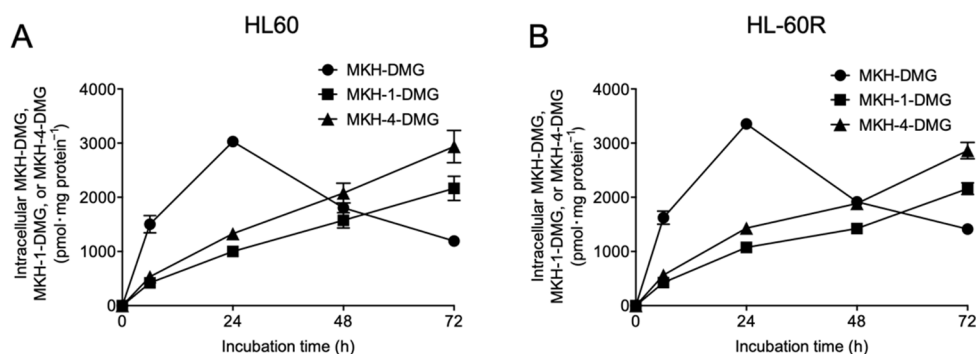 A
HL60
MKH-DMG
MKH-1-DMG
MKH-4-DMG
Intracellular MKH-DMG,
MKH-1-DMG, or MKH-4-DMG
(pmol·mg protein⁻¹)
4000
3000
2000
1000
0
0
24
48
72
Incubation time (h)
B
HL-60R
MKH-DMG
MKH-1-DMG
MKH-4-DMG
Intracellular MKH-DMG,
MKH-1-DMG, or MKH-4-DMG
(pmol·mg protein⁻¹)
4000
3000
2000
1000
0
0
24
48
72
Incubation time (h)